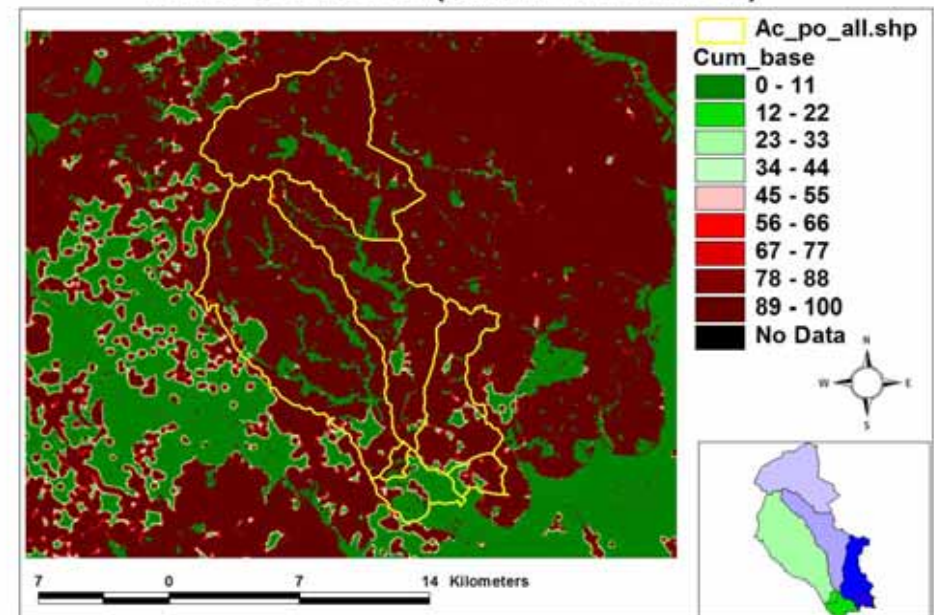 Ac_po_all.shp
Cum_base
0 - 11
12 - 22
23 - 33
34 - 44
45 - 55
56 - 66
67 - 77
78 - 88
89 - 100
No Data
N
W E
S
7 0 7 14 Kilometers